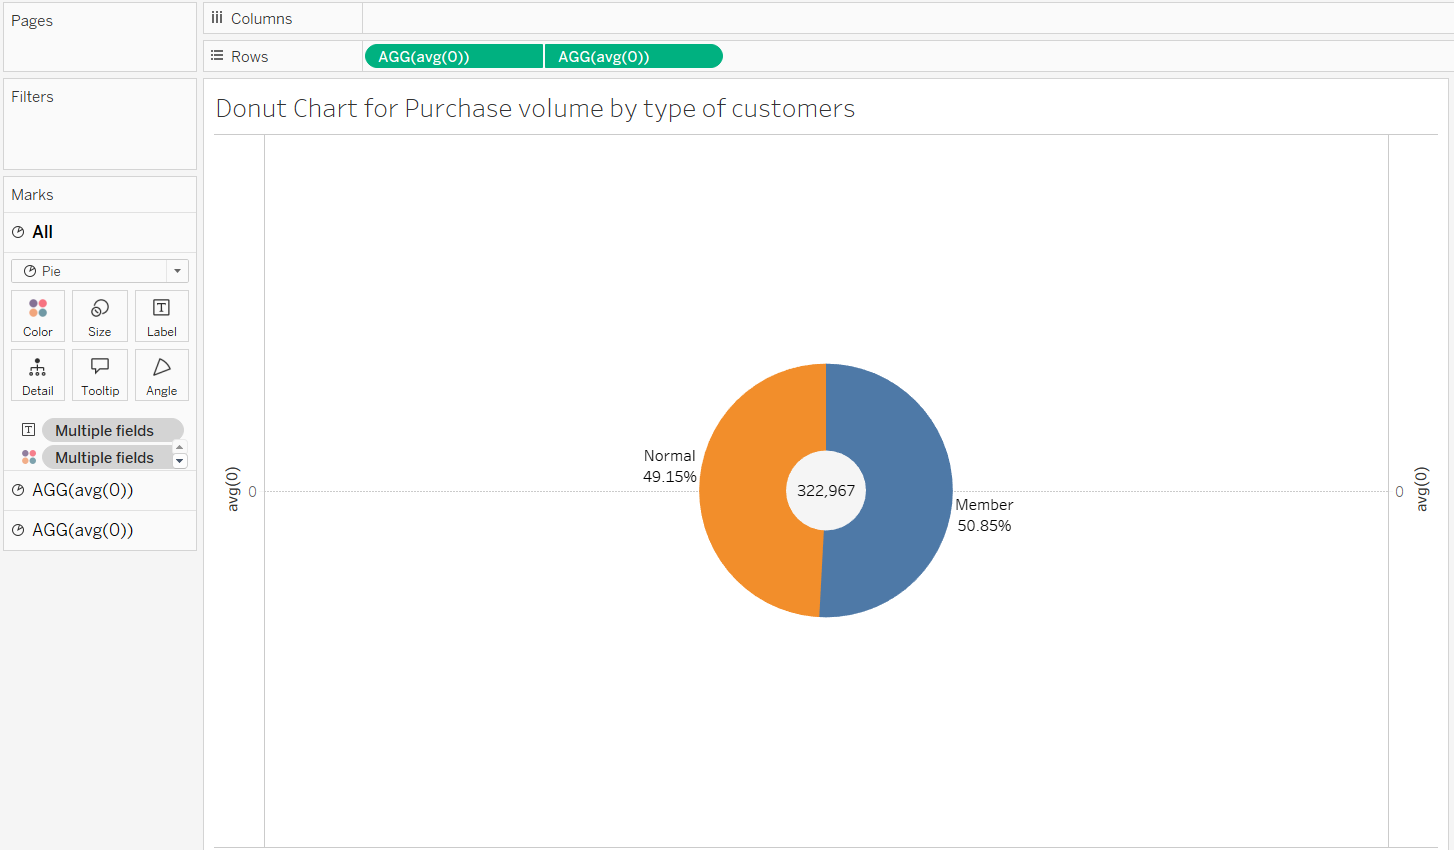 Pages
Columns
Rows
AGG(avg(0)) AGG(avg(0))
Filters
Marks
All
Pie
Color Size Label
Detail Tooltip Angle
Multiple fields
Multiple fields
AGG(avg(0))
AGG(avg(0))
Donut Chart for Purchase volume by type of customers
avg(0)
0
Normal
49.15%
322,967
Member
50.85%
0
avg(0)